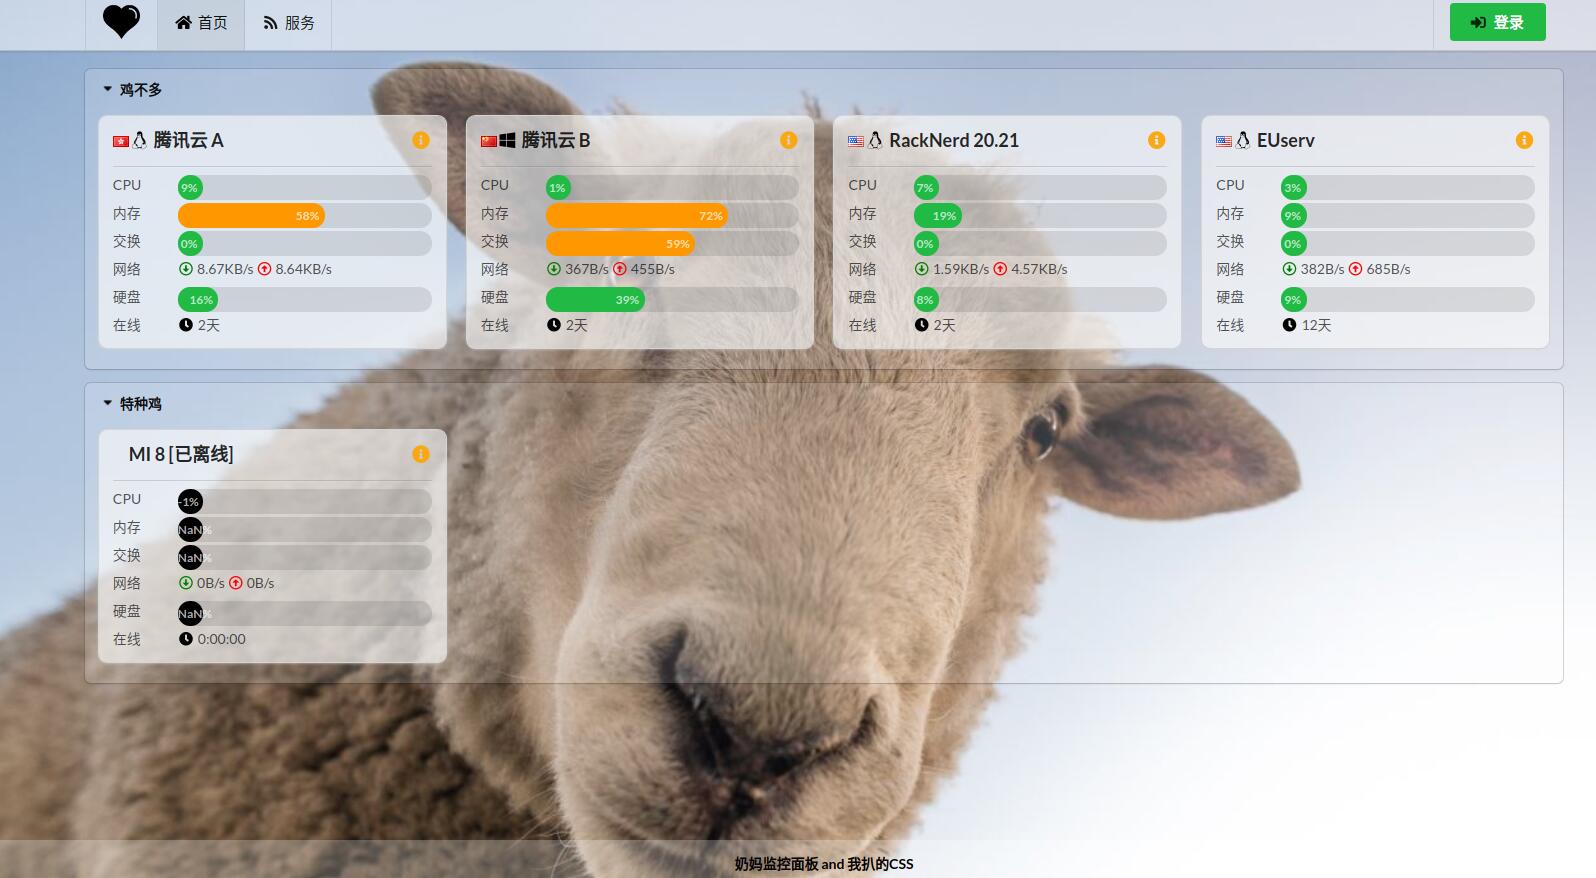 首页 服务 登录
鸡不多
腾讯云 A
CPU 9%
内存 58%
交换 0%
网络 8.67KB/s 8.64KB/s
硬盘 16%
在线 2天
腾讯云 B
CPU 1%
内存 72%
交换 59%
网络 367B/s 455B/s
硬盘 39%
在线 2天
RackNerd 20.21
CPU 7%
内存 19%
交换 0%
网络 1.59KB/s 4.57KB/s
硬盘 8%
在线 2天
EUserv
CPU 3%
内存 9%
交换 0%
网络 382B/s 685B/s
硬盘 9%
在线 12天
特种鸡
MI 8 [已离线]
CPU -1%
内存 NaN%
交换 NaN%
网络 0B/s 0B/s
硬盘 NaN%
在线 0:00:00
奶妈监控面板 and 我扒的CSS